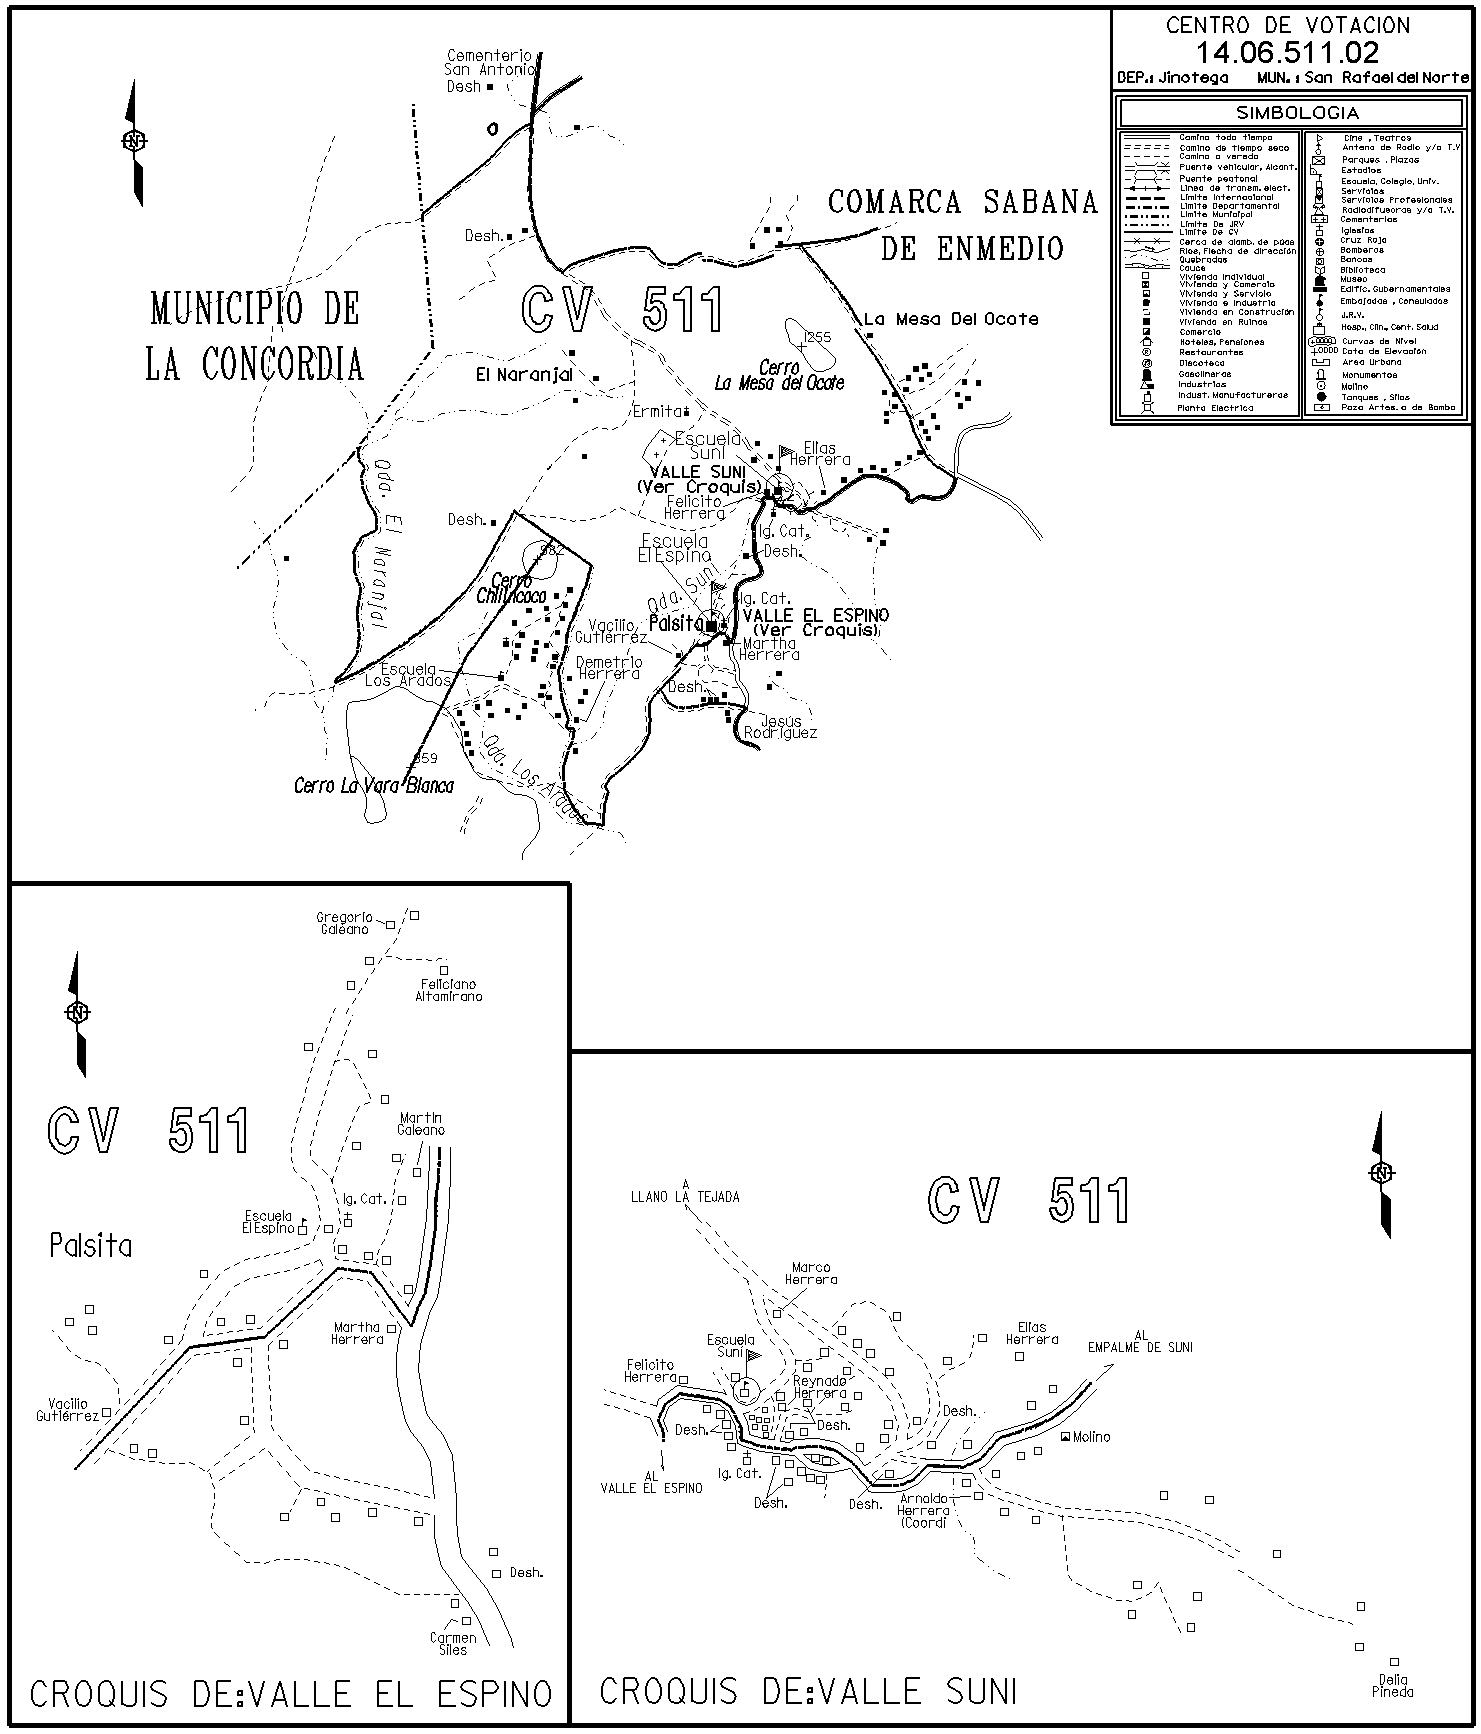 CENTRO DE VOTACION
14.06.511.02
DEP.: Jinotega MUN. : San Rafael del Norte
SIMBOLOGIA
Camino todo tiempo
Camino de tiempo seco
Camino o vereda
Puente vehicular, Alcant.
Puente peatonal
Linea de transm. elect.
Limite Internacional
Limite Departamental
Limite Municipal
Limite De JRV
Limite De CV
Cerca de alamb. de puas
Rios, Flecha de dirección
Quebradas
Cauce
Vivienda Individual
Vivienda y Comercio
Vivienda y Servicio
Vivienda e Industria
Vivienda en Construción
Vivienda en Ruinas
Comercio
Hoteles, Pensiones
Restaurantes
Discoteca
Gasolineras
Industrias
Indust. Manufactureras
Planta Electrica
Cine , Teatros
Antena de Radio y/o T.V
Parques , Plazas
Estadios
Escuela, Colegio, Univ.
Servicios
Servicios Profesionales
Radiodifusoras y/o T.V.
Cementerios
Iglesias
Cruz Roja
Bomberos
Bancos
Biblioteca
Museo
Edific. Gubernamentales
Embajadas , Consulados
J.R.V.
Hosp., Clin., Cent. Salud
Curvas de Nivel
Cota de Elevación
Area Urbana
Monumentos
Molino
Tanques , Silos
Pozo Artes. o de Bomba
Cementerio
San Antonio
Desh
COMARCA SABANA
DE ENMEDIO
Desh.
MUNICIPIO DE
LA CONCORDIA
CV 511
La Mesa Del Ocate
1255
Cerro
La Mesa del Ocate
El Naranjal
Ermita
Escuela
Suni
Elias
Herrera
VALLE SUNI
(Ver Croquis)
Felicito
Herrera
Qda. El Naranjal
Desh.
Ig. Cat.
Escuela
El Espino
Desh.
982
Cerro
Chilincoco
Qda. Suni
Ig. Cat.
VALLE EL ESPINO
(Ver Croquis)
Palsita
Vacilio
Gutiérrez
Martha
Herrera
Demetrio
Herrera
Escuela
Los Arados
Desh.
Jesús
Rodríguez
959
Cerro La Vara Blanca
Qda. Los Arados
Gregorio
Galeano
Feliciano
Altamirano
CV 511
Martin
Galeano
Ig. Cat.
Escuela
El Espino
Palsita
Martha
Herrera
Vacilio
Gutiérrez
Desh.
Carmen
Siles
CROQUIS DE:VALLE EL ESPINO
CV 511
A
LLANO LA TEJADA
Marco
Herrera
Escuela
Suni
Elias
Herrera
AL
EMPALME DE SUNI
Felicito
Herrera
Reynado
Herrera
Desh.
Desh.
Desh.
Molino
Ig. Cat.
AL
VALLE EL ESPINO
Desh.
Desh.
Arnoldo
Herrera
(Coordi
Delia
Pineda
CROQUIS DE:VALLE SUNI